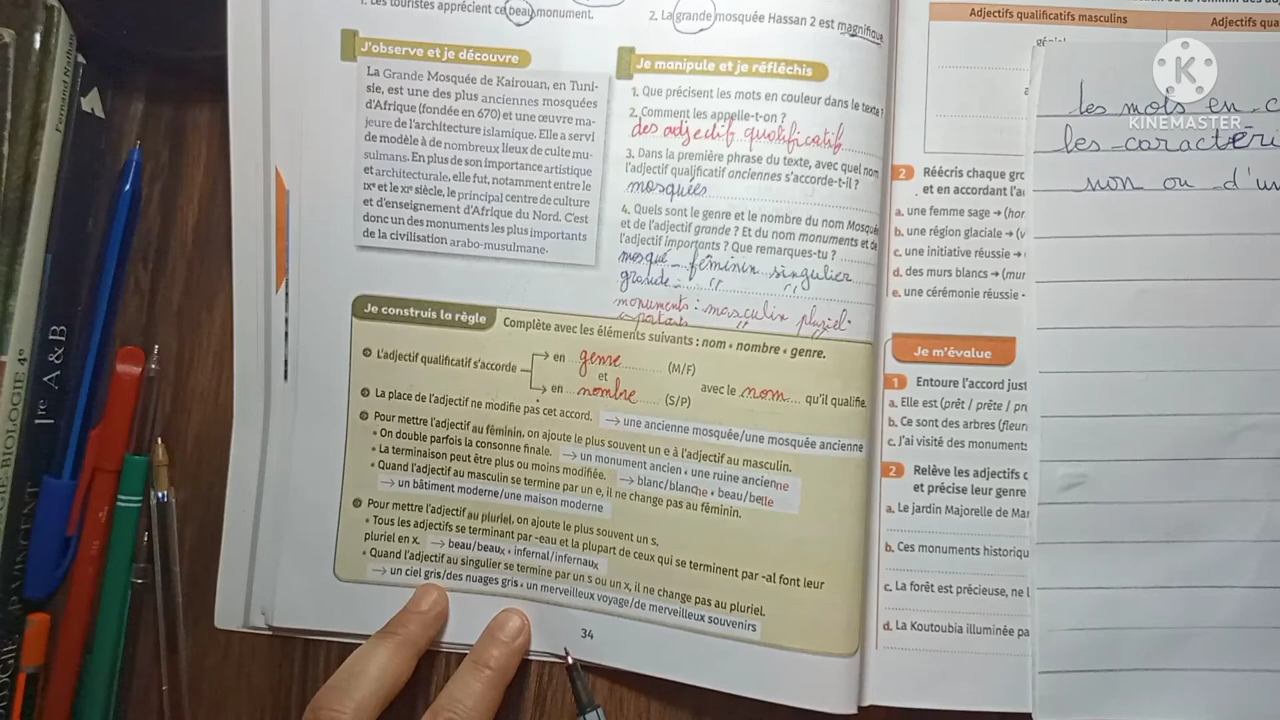 1. Les touristes apprécient ce beau monument.
2. La grande mosquée Hassan 2 est magnifique
J'observe et je découvre
La Grande Mosquée de Kairouan, en Tuni-
sie, est une des plus anciennes mosquées
d'Afrique (fondée en 670) et une œuvre ma-
jeure de l'architecture islamique. Elle a servi
de modèle à de nombreux lieux de culte mu-
sulmans. En plus de son importance artistique
et architecturale, elle fut, notamment entre le
IXe et le XIe siècle, le principal centre de culture
et d'enseignement d'Afrique du Nord. C'est
donc un des monuments les plus importants
de la civilisation arabo-musulmane.
Je manipule et je réfléchis
1. Que précisent les mots en couleur dans le texte ?
2. Comment les appelle-t-on ?
des adjectif qualificatif
3. Dans la première phrase du texte, avec quel nom
l'adjectif qualificatif anciennes s'accorde-t-il ?
mosquées
4. Quels sont le genre et le nombre du nom Mosquée
et de l'adjectif grande ? Et du nom monuments et de
l'adjectif importants ? Que remarques-tu ?
mosqué - féminin singulier
grande - " "
monuments : masculin pluriel
importants " "
Je construis la règle
Complète avec les éléments suivants : nom • nombre • genre.
L'adjectif qualificatif s'accorde
en genre (M/F)
et
en nombre (S/P)
avec le nom qu'il qualifie.
La place de l'adjectif ne modifie pas cet accord. → une ancienne mosquée/une mosquée ancienne
Pour mettre l'adjectif au féminin, on ajoute le plus souvent un e à l'adjectif au masculin.
→ un monument ancien • une ruine ancienne
• On double parfois la consonne finale.
• La terminaison peut être plus ou moins modifiée. → blanc/blanche • beau/belle
• Quand l'adjectif au masculin se termine par un e, il ne change pas au féminin.
→ un bâtiment moderne/une maison moderne
Pour mettre l'adjectif au pluriel, on ajoute le plus souvent un s.
• Tous les adjectifs se terminant par -eau et la plupart de ceux qui se terminent par -al font leur
pluriel en x. → beau/beaux • infernal/infernaux
• Quand l'adjectif au singulier se termine par un s ou un x, il ne change pas au pluriel.
→ un ciel gris/des nuages gris • un merveilleux voyage/de merveilleux souvenirs
34
Adjectifs qualificatifs masculins
Adjectifs qua
2 Réécris chaque gro
et en accordant l'a
a. une femme sage → (hor
b. une région glaciale → (v
c. une initiative réussie →
d. des murs blancs → (mur
e. une cérémonie réussie
Je m'évalue
1 Entoure l'accord just
a. Elle est (prêt / prête / pr
b. Ce sont des arbres (fleur
c. J'ai visité des monuments
2 Relève les adjectifs
et précise leur genre
a. Le jardin Majorelle de Mar
b. Ces monuments historiqu
c. La forêt est précieuse, ne l
d. La Koutoubia illuminée pa
les mots en c
les caractéri
non ou d'un
KINEMASTER
K
Fernand Nathan
1re A & B
BIOLOGIE 4e
VINCENT